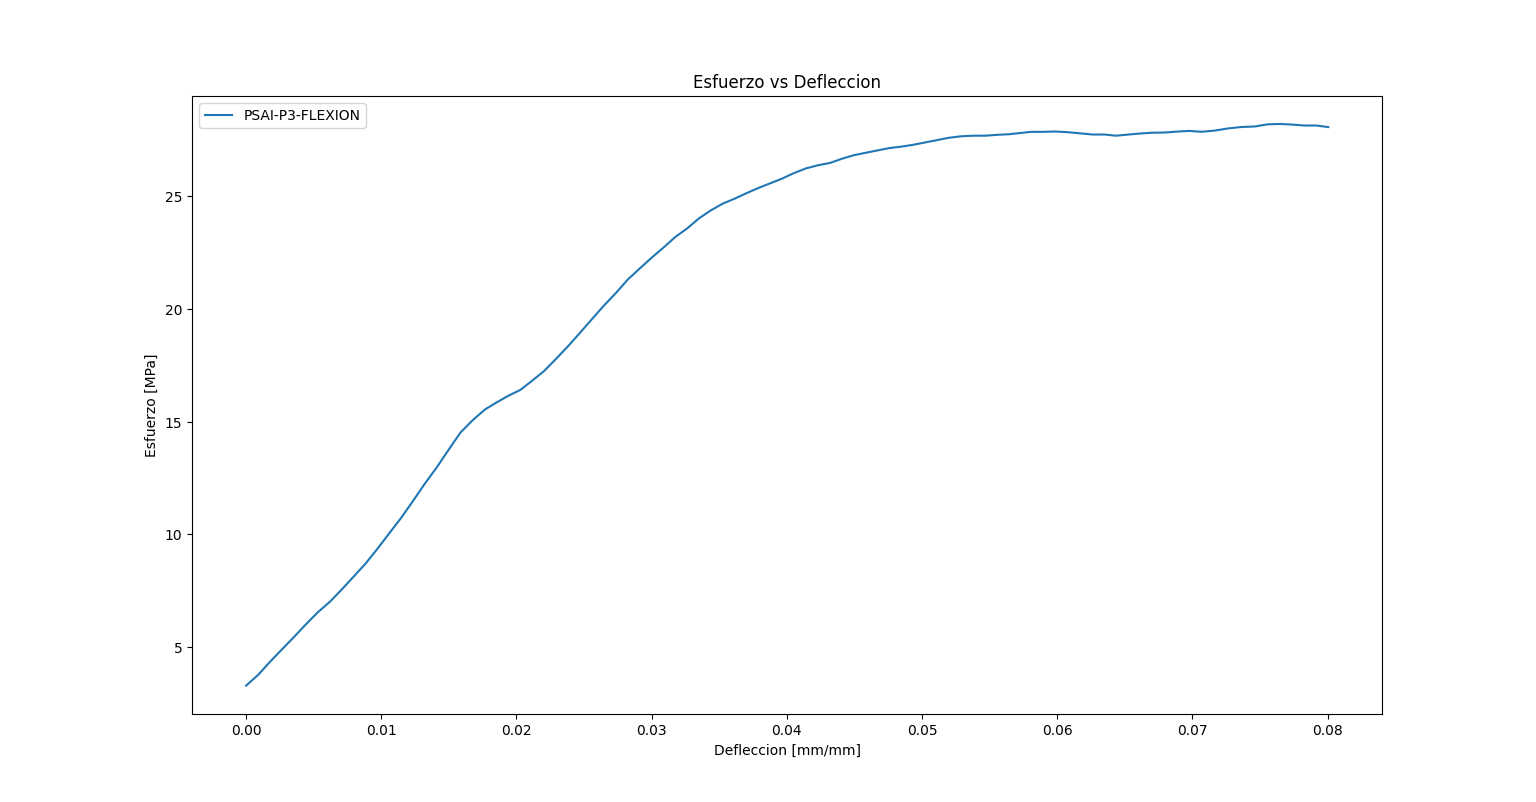 Esfuerzo vs Defleccion
PSAI-P3-FLEXION
25
20
15
10
5
Esfuerzo [MPa]
0.00 0.01 0.02 0.03 0.04 0.05 0.06 0.07 0.08
Defleccion [mm/mm]